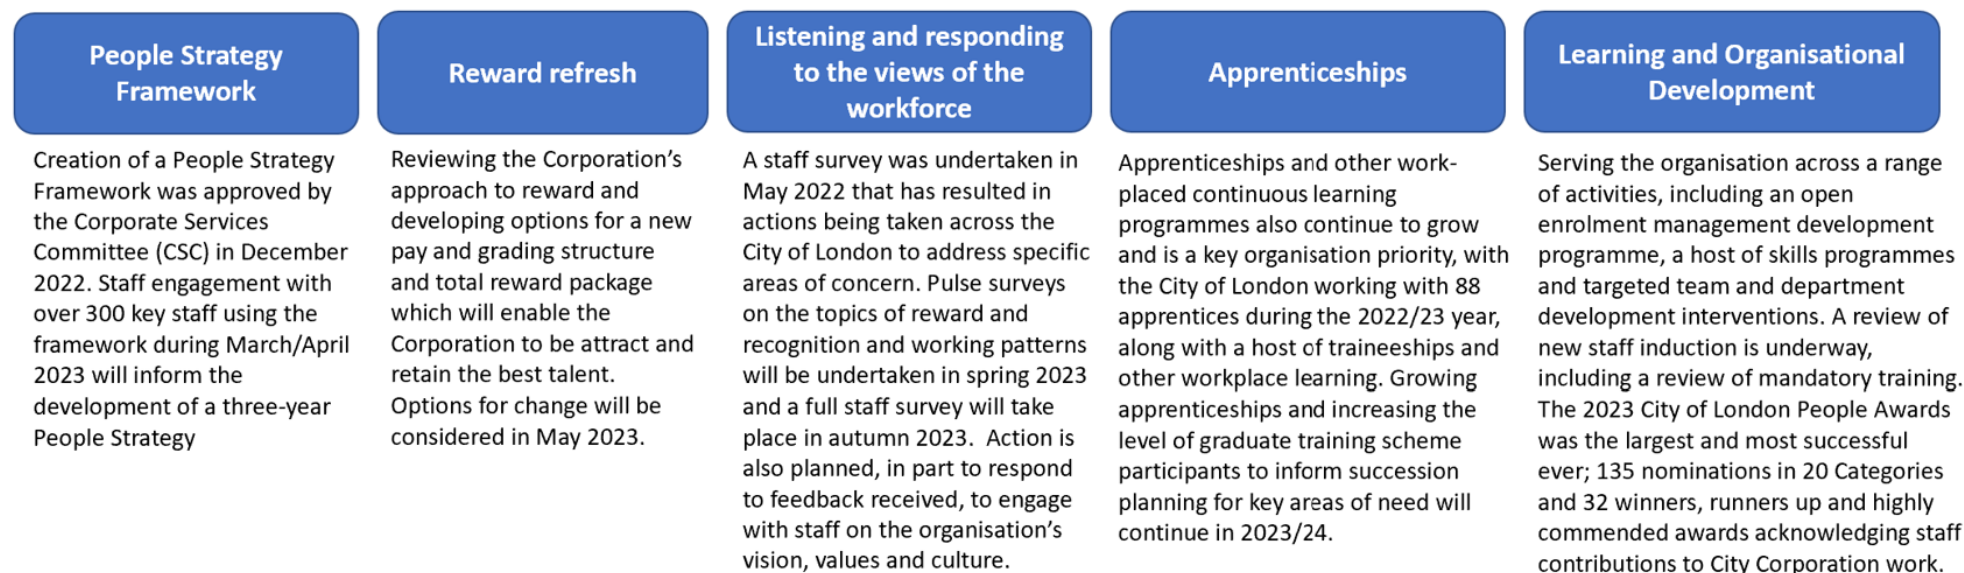 People Strategy
Framework
Creation of a People Strategy
Framework was approved by
the Corporate Services
Committee (CSC) in December
2022. Staff engagement with
over 300 key staff using the
framework during March/April
2023 will inform the
development of a three-year
People Strategy
Reward refresh
Reviewing the Corporation’s
approach to reward and
developing options for a new
pay and grading structure
and total reward package
which will enable the
Corporation to be attract and
retain the best talent.
Options for change will be
considered in May 2023.
Listening and responding
to the views of the
workforce
A staff survey was undertaken in
May 2022 that has resulted in
actions being taken across the
City of London to address specific
areas of concern. Pulse surveys
on the topics of reward and
recognition and working patterns
will be undertaken in spring 2023
and a full staff survey will take
place in autumn 2023.  Action is
also planned, in part to respond
to feedback received, to engage
with staff on the organisation’s
vision, values and culture.
Apprenticeships
Apprenticeships and other work-
placed continuous learning
programmes also continue to grow
and is a key organisation priority, with
the City of London working with 88
apprentices during the 2022/23 year,
along with a host of traineeships and
other workplace learning. Growing
apprenticeships and increasing the
level of graduate training scheme
participants to inform succession
planning for key areas of need will
continue in 2023/24.
Learning and Organisational
Development
Serving the organisation across a range
of activities, including an open
enrolment management development
programme, a host of skills programmes
and targeted team and department
development interventions. A review of
new staff induction is underway,
including a review of mandatory training.
The 2023 City of London People Awards
was the largest and most successful
ever; 135 nominations in 20 Categories
and 32 winners, runners up and highly
commended awards acknowledging staff
contributions to City Corporation work.